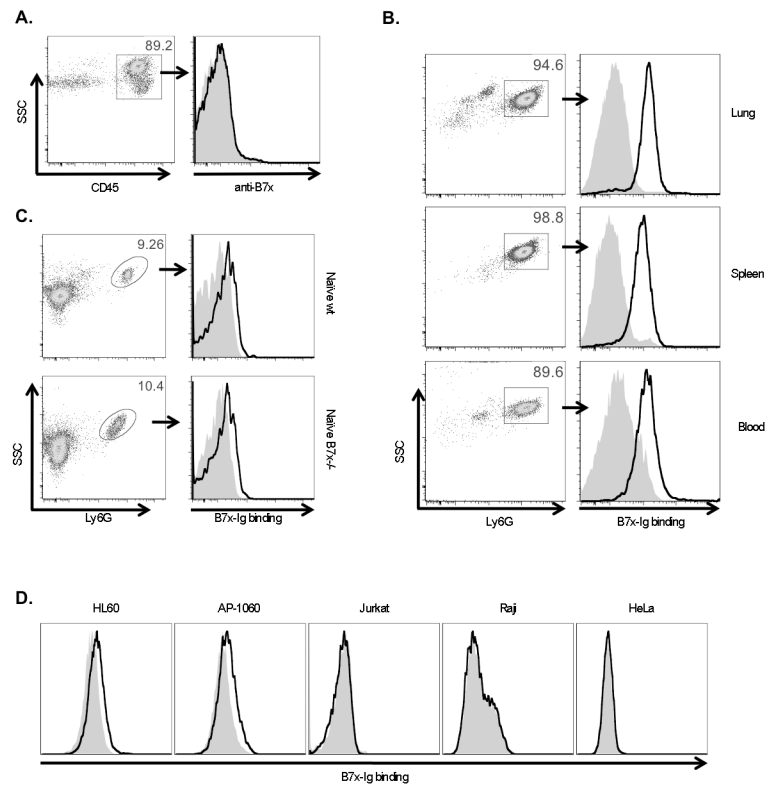 A.
89.2
SSC
CD45
anti-B7x
B.
94.6
Lung
98.8
Spleen
89.6
Blood
SSC
Ly6G
B7x-Ig binding
C.
9.26
Naïve wt
10.4
Naïve B7x-/-
SSC
Ly6G
B7x-Ig binding
D.
HL60
AP-1060
Jurkat
Raji
HeLa
B7x-Ig binding